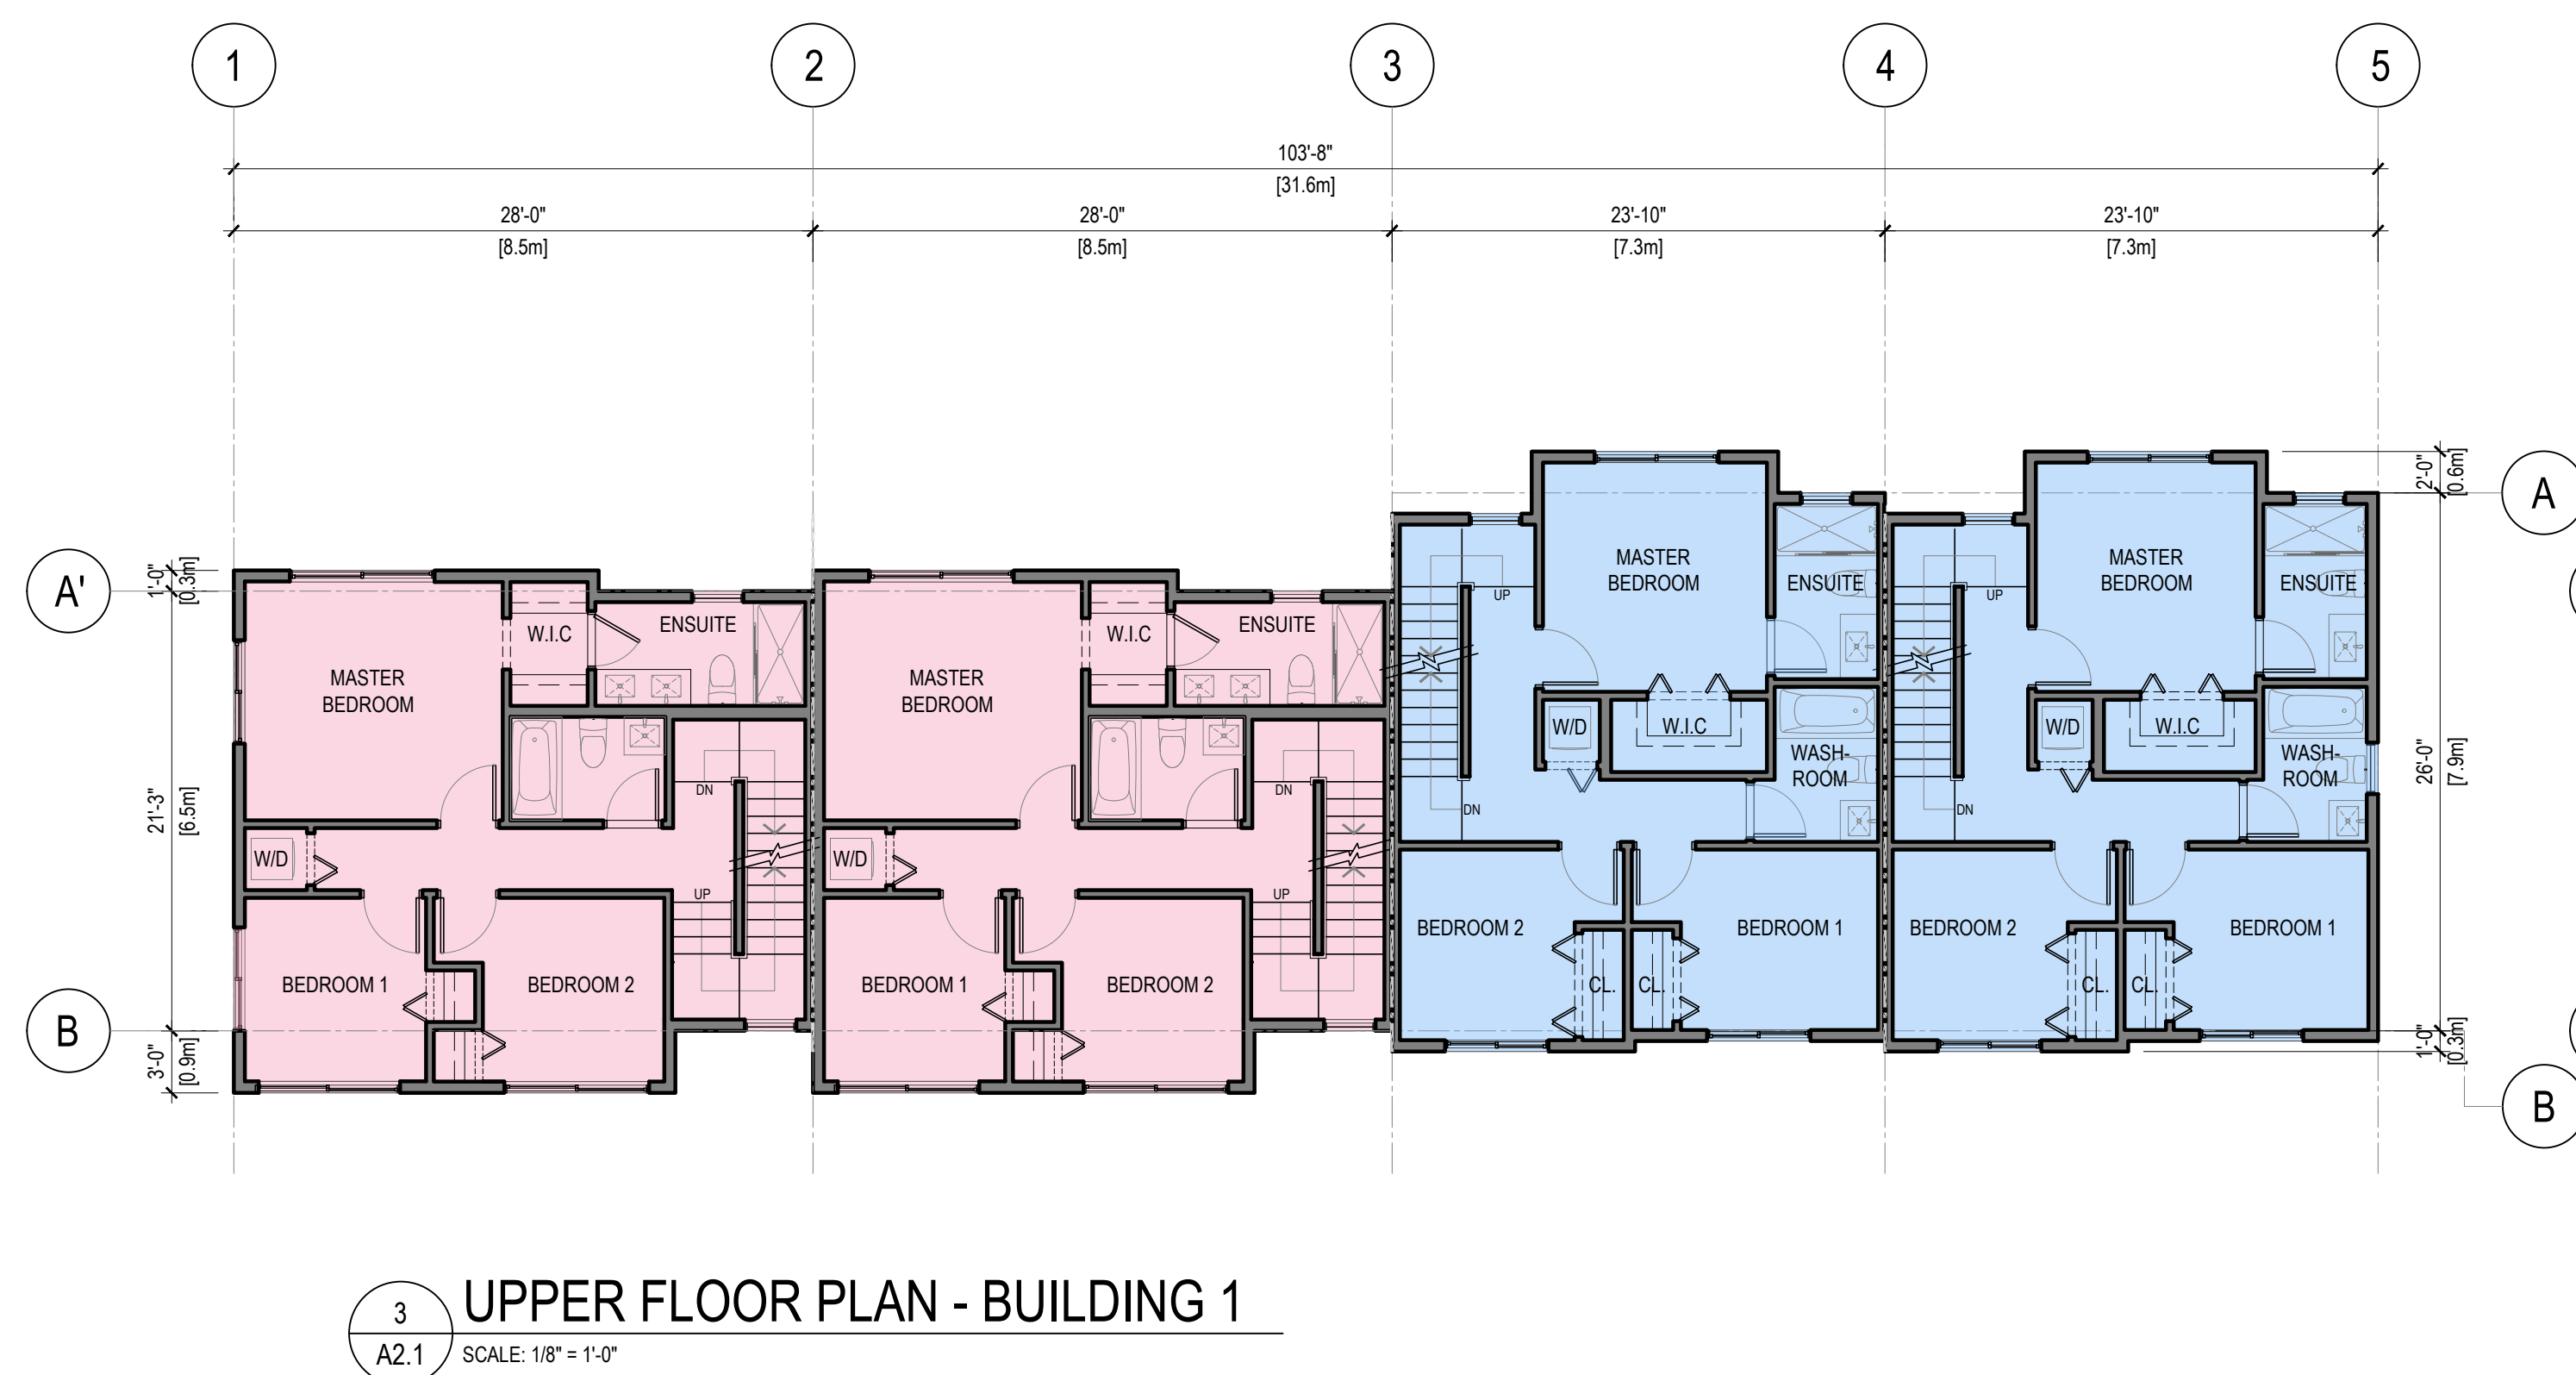 1
2
3
4
5
103'-8"
[31.6m]
28'-0"
28'-0"
23'-10"
23'-10"
[8.5m]
[8.5m]
[7.3m]
[7.3m]
A
2'-0"
[0.6m]
A'
1'-0"
[0.3m]
MASTER
BEDROOM
W.I.C
ENSUITE
MASTER
BEDROOM
W.I.C
ENSUITE
UP
MASTER
BEDROOM
ENSUITE
UP
MASTER
BEDROOM
ENSUITE
21'-3"
[6.5m]
DN
DN
W/D
W.I.C
WASH-
ROOM
DN
W/D
W.I.C
WASH-
ROOM
DN
26'-0"
[7.9m]
W/D
UP
W/D
UP
BEDROOM 1
BEDROOM 2
BEDROOM 1
BEDROOM 2
BEDROOM 2
CL.
CL.
BEDROOM 1
BEDROOM 2
CL.
CL.
BEDROOM 1
B
3'-0"
[0.9m]
1'-0"
[0.3m]
B
3
A2.1
UPPER FLOOR PLAN - BUILDING 1
SCALE: 1/8" = 1'-0"